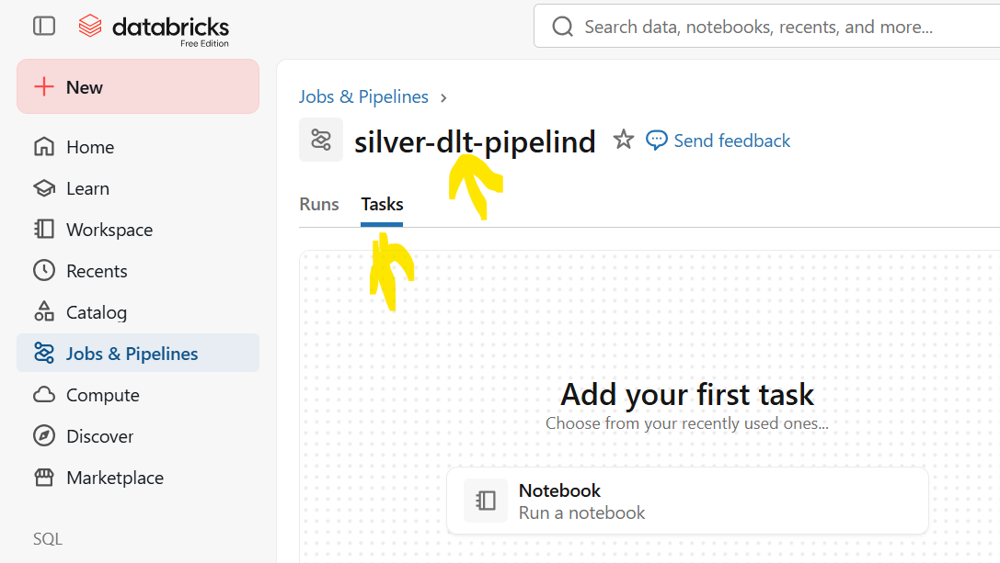 databricks
Free Edition
Search data, notebooks, recents, and more...
New
Home
Learn
Workspace
Recents
Catalog
Jobs & Pipelines
Compute
Discover
Marketplace
SQL
Jobs & Pipelines ›
silver-dlt-pipelind
Send feedback
Runs
Tasks
Add your first task
Choose from your recently used ones...
Notebook
Run a notebook